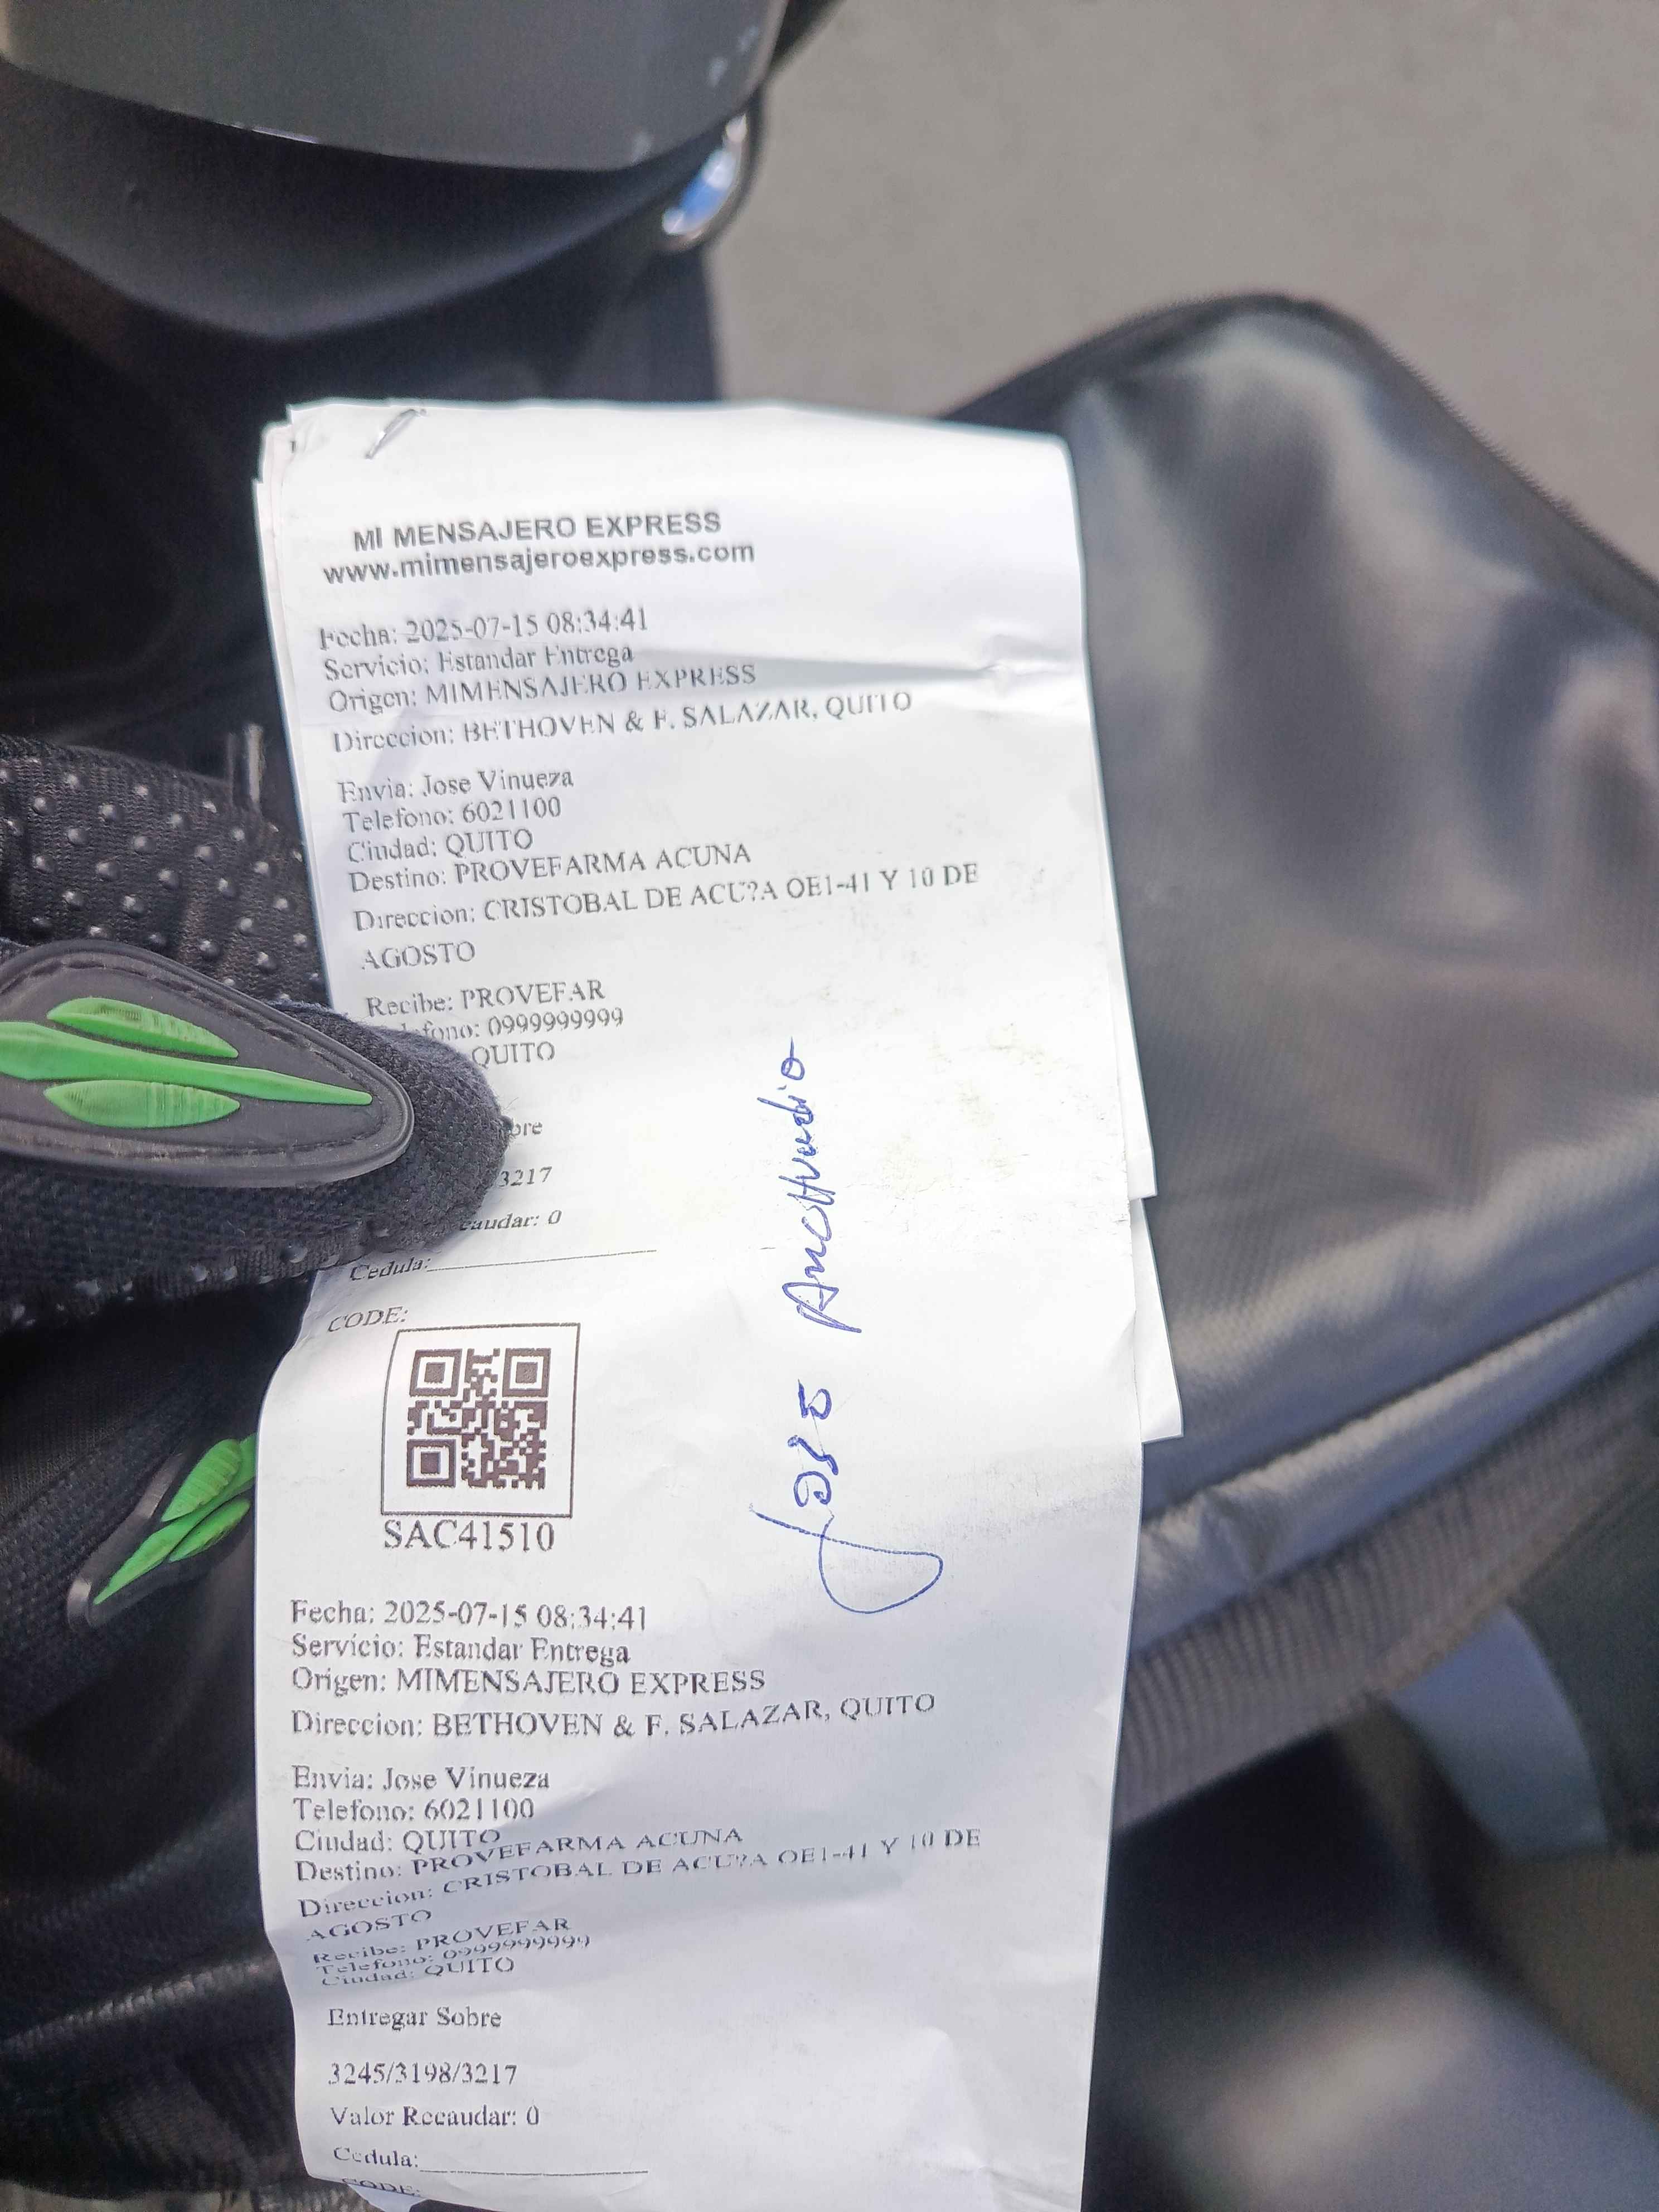 MI MENSAJERO EXPRESS
www.mimensajeroexpress.com
Fecha: 2025-07-15 08:34:41
Servicio: Estandar Entrega
Origen: MIMENSAJERO EXPRESS
Direccion: BETHOVEN & F. SALAZAR, QUITO
Envia: Jose Vinueza
Telefono: 6021100
Ciudad: QUITO
Destino: PROVEFARMA ACUNA
Direccion: CRISTOBAL DE ACU?A OE1-41 Y 10 DE
AGOSTO
Recibe: PROVEFAR
efono: 0999999999
QUITO
bre
3217
caudar: 0
Cedula:
CODE:
SAC41510
Fecha: 2025-07-15 08:34:41
Servicio: Estandar Entrega
Origen: MIMENSAJERO EXPRESS
Direccion: BETHOVEN & F. SALAZAR, QUITO
Envia: Jose Vinueza
Telefono: 6021100
Ciudad: QUITO
Destino: PROVEFARMA ACUNA
Direccion: CRISTOBAL DE ACU?A OE1-41 Y 10 DE
AGOSTO
Recibe: PROVEFAR
Telefono: 0999999999
Ciudad: QUITO
Entregar Sobre
3245/3198/3217
Valor Recaudar: 0
Cedula:
CODE: